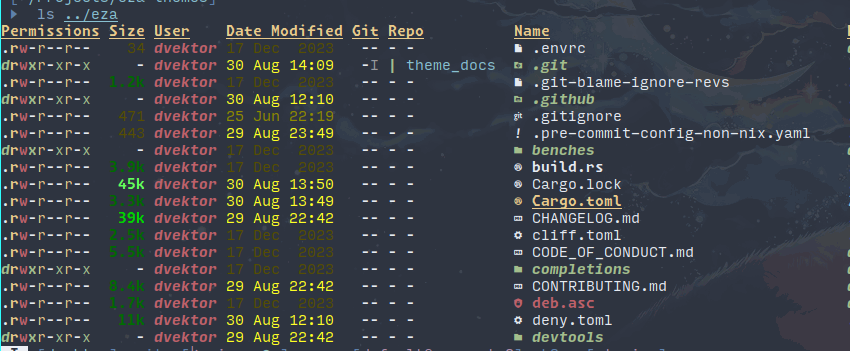 ls ../eza
Permissions Size User Date Modified Git Repo Name
.rw-r--r-- 34 dvektor 17 Dec 2023 -- - - .envrc
drwxr-xr-x - dvektor 30 Aug 14:09 -I | theme_docs .git
.rw-r--r-- 1.2k dvektor 17 Dec 2023 -- - - .git-blame-ignore-revs
drwxr-xr-x - dvektor 30 Aug 12:10 -- - - .github
.rw-r--r-- 471 dvektor 25 Jun 22:19 -- - - .gitignore
.rw-r--r-- 443 dvektor 29 Aug 23:49 -- - - ! .pre-commit-config-non-nix.yaml
drwxr-xr-x - dvektor 17 Dec 2023 -- - - benches
.rw-r--r-- 3.8k dvektor 17 Dec 2023 -- - - build.rs
.rw-r--r-- 45k dvektor 30 Aug 13:50 -- - - Cargo.lock
.rw-r--r-- 3.3k dvektor 30 Aug 13:49 -- - - Cargo.toml
.rw-r--r-- 39k dvektor 29 Aug 22:42 -- - - CHANGELOG.md
.rw-r--r-- 2.5k dvektor 17 Dec 2023 -- - - cliff.toml
.rw-r--r-- 5.5k dvektor 17 Dec 2023 -- - - CODE_OF_CONDUCT.md
drwxr-xr-x - dvektor 17 Dec 2023 -- - - completions
.rw-r--r-- 8.4k dvektor 29 Aug 22:42 -- - - CONTRIBUTING.md
.rw-r--r-- 1.7k dvektor 17 Dec 2023 -- - - deb.asc
.rw-r--r-- 11k dvektor 30 Aug 12:10 -- - - deny.toml
drwxr-xr-x - dvektor 29 Aug 22:42 -- - - devtools